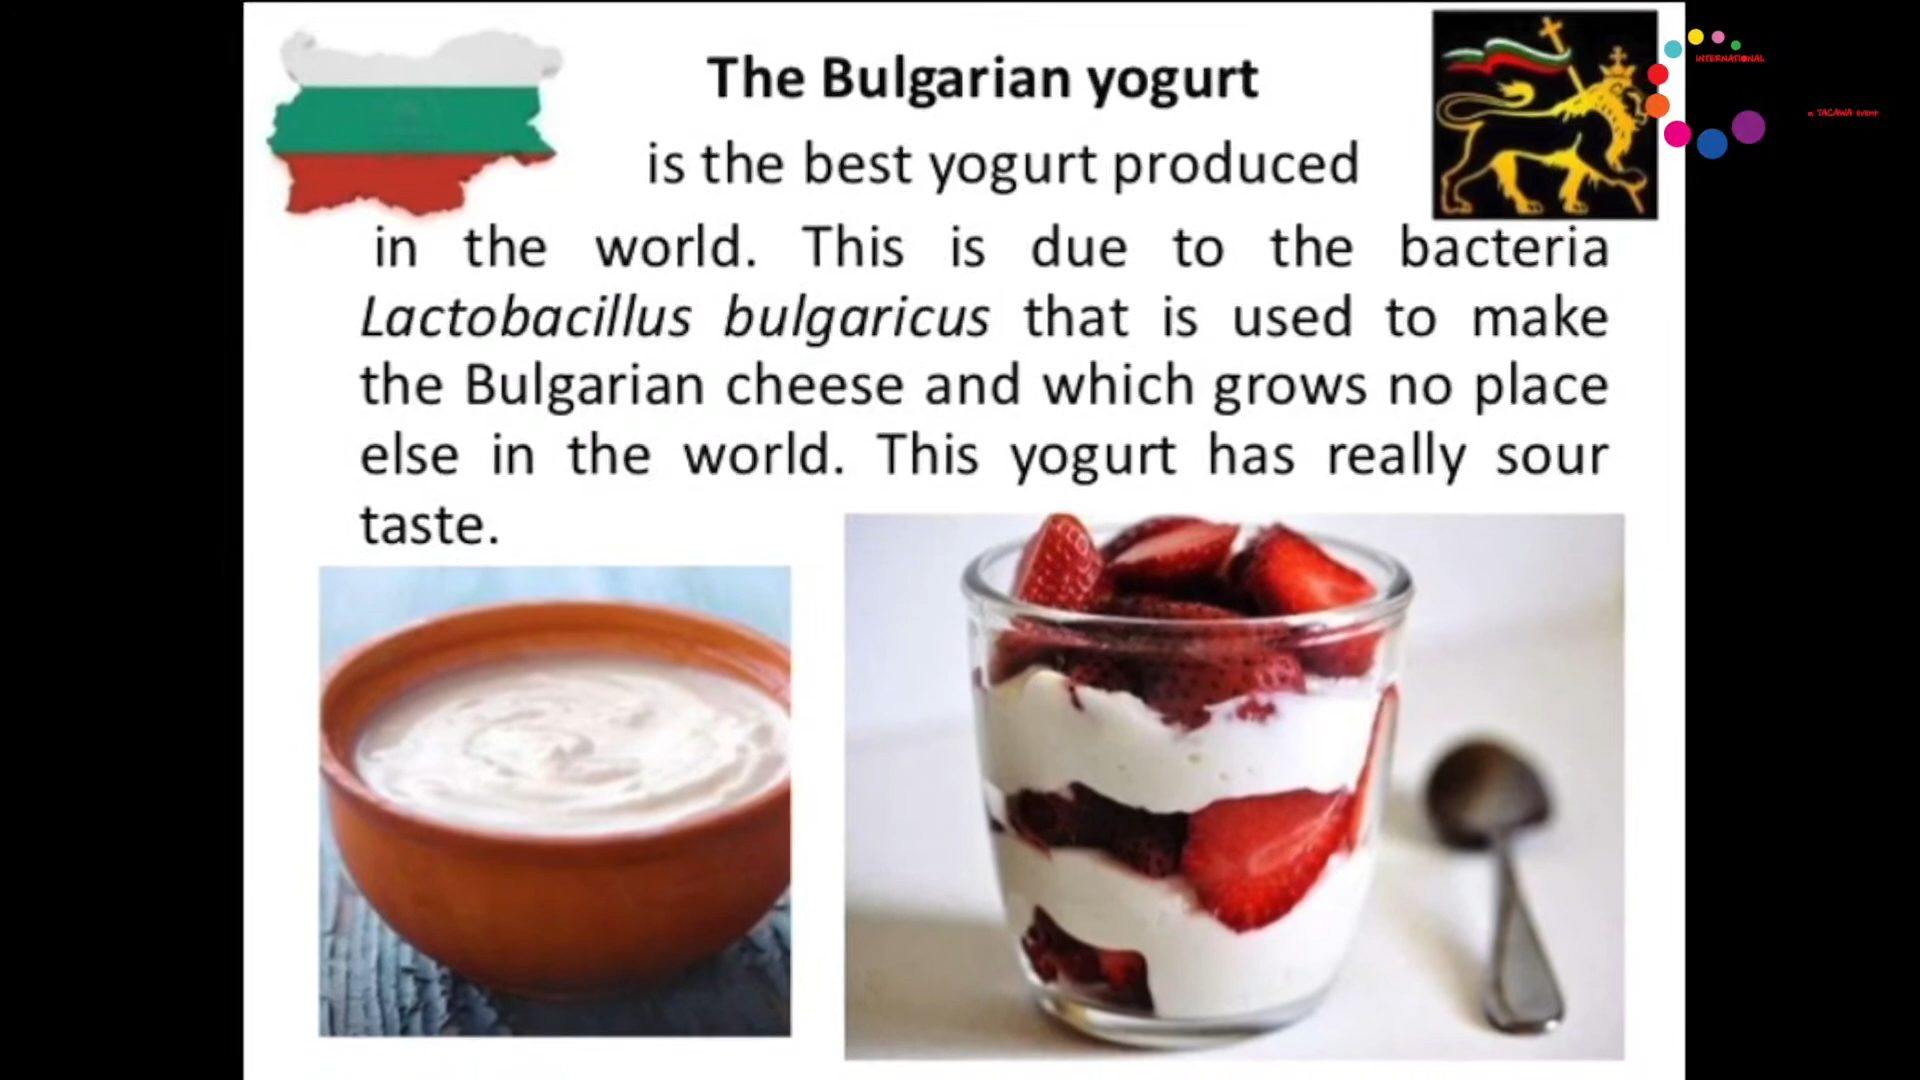 The Bulgarian yogurt
is the best yogurt produced
in the world. This is due to the bacteria
Lactobacillus bulgaricus that is used to make
the Bulgarian cheese and which grows no place
else in the world. This yogurt has really sour
taste.
INTERNATIONAL
a TACAWA event